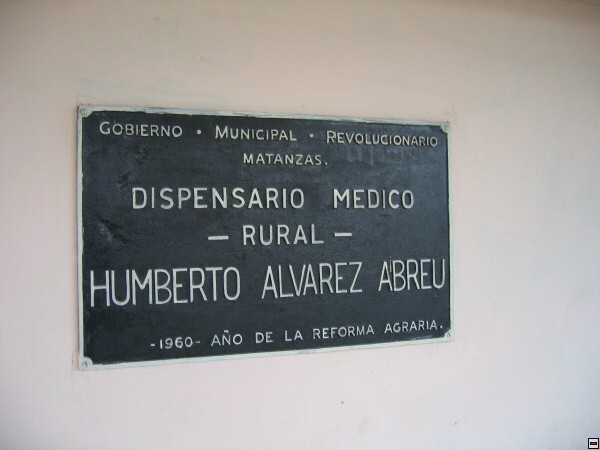 GOBIERNO · MUNICIPAL · REVOLUCIONARIO
MATANZAS.
DISPENSARIO MEDICO
— RURAL —
HUMBERTO ALVAREZ ABREU
-1960- AÑO DE LA REFORMA AGRARIA.